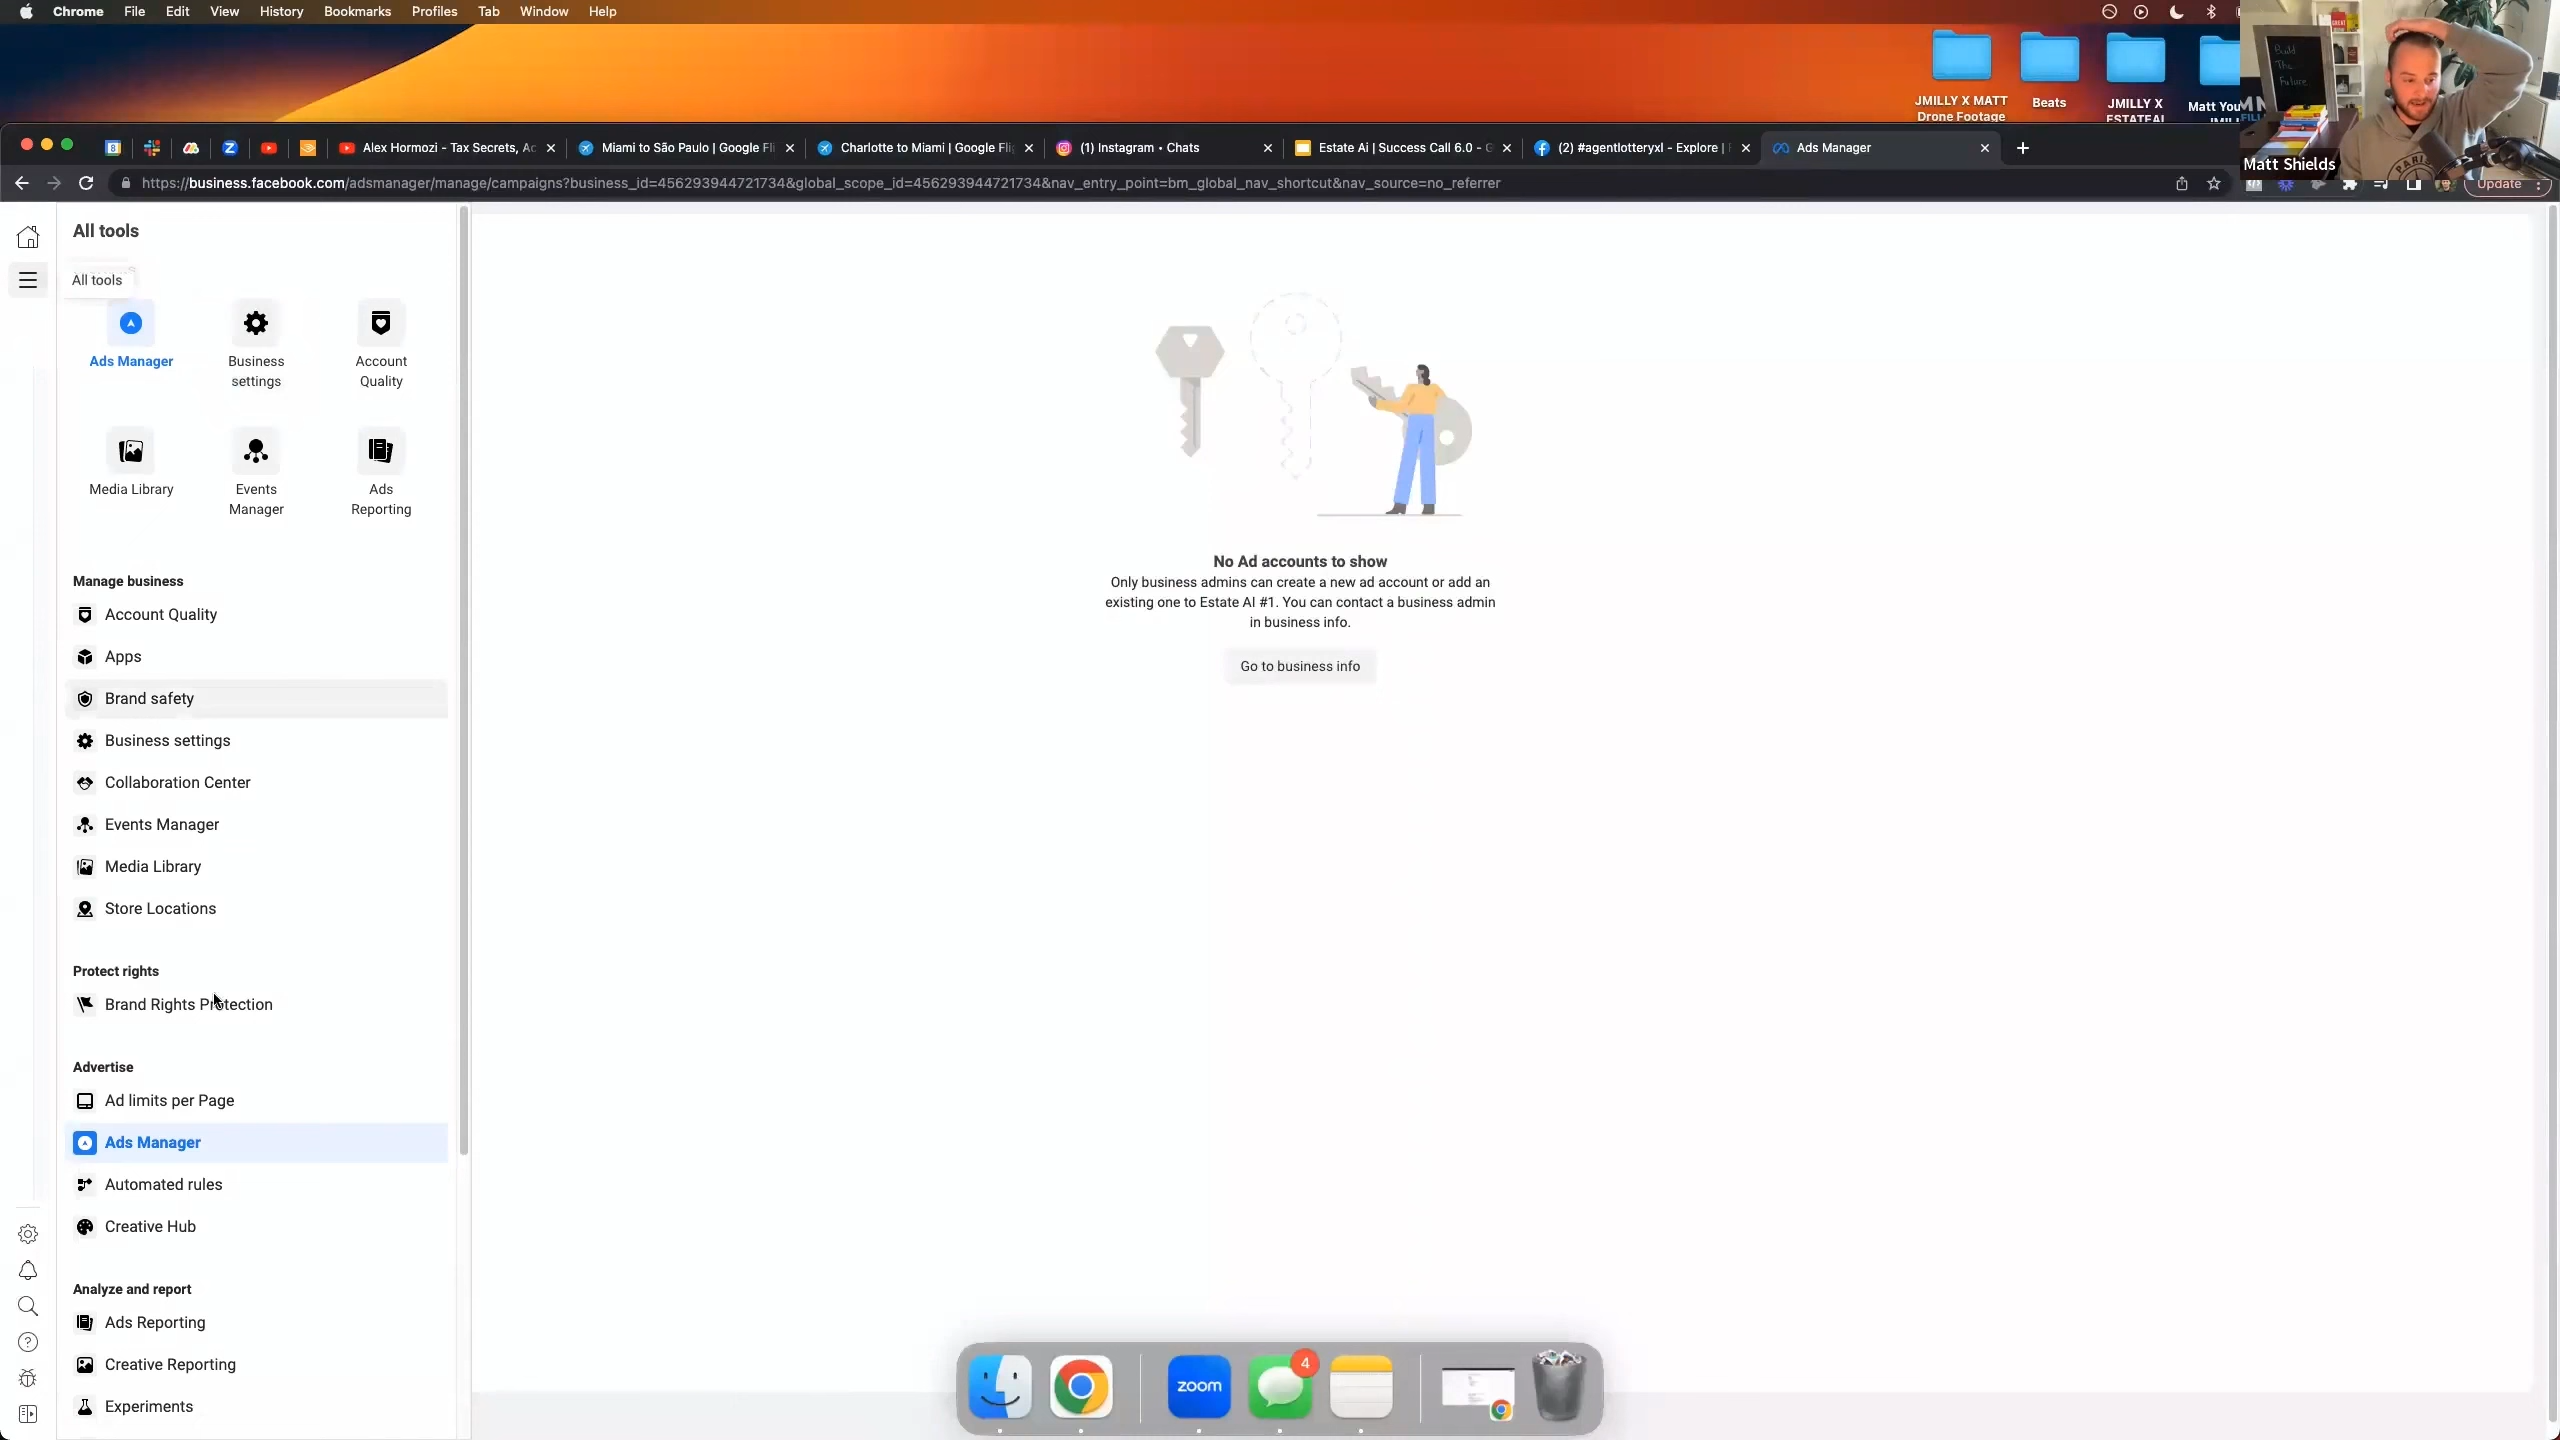 Chrome File Edit View History Bookmarks Profiles Tab Window Help
JMILLY X MATT
Drone Footage
Beats
JMILLY X
ESTATEAI
Matt You
Build
The
Future
Matt Shields
Alex Hormozi - Tax Secrets, Ac
Miami to São Paulo | Google Fli
Charlotte to Miami | Google Fli
(1) Instagram • Chats
Estate Ai | Success Call 6.0 - G
(2) #agentlotteryxl - Explore | F
Ads Manager
https://business.facebook.com/adsmanager/manage/campaigns?business_id=456293944721734&global_scope_id=456293944721734&nav_entry_point=bm_global_nav_shortcut&nav_source=no_referrer
Update
All tools
All tools
Ads Manager
Business
settings
Account
Quality
Media Library
Events
Manager
Ads
Reporting
Manage business
Account Quality
Apps
Brand safety
Business settings
Collaboration Center
Events Manager
Media Library
Store Locations
Protect rights
Brand Rights Protection
Advertise
Ad limits per Page
Ads Manager
Automated rules
Creative Hub
Analyze and report
Ads Reporting
Creative Reporting
Experiments
No Ad accounts to show
Only business admins can create a new ad account or add an
existing one to Estate AI #1. You can contact a business admin
in business info.
Go to business info
zoom
4